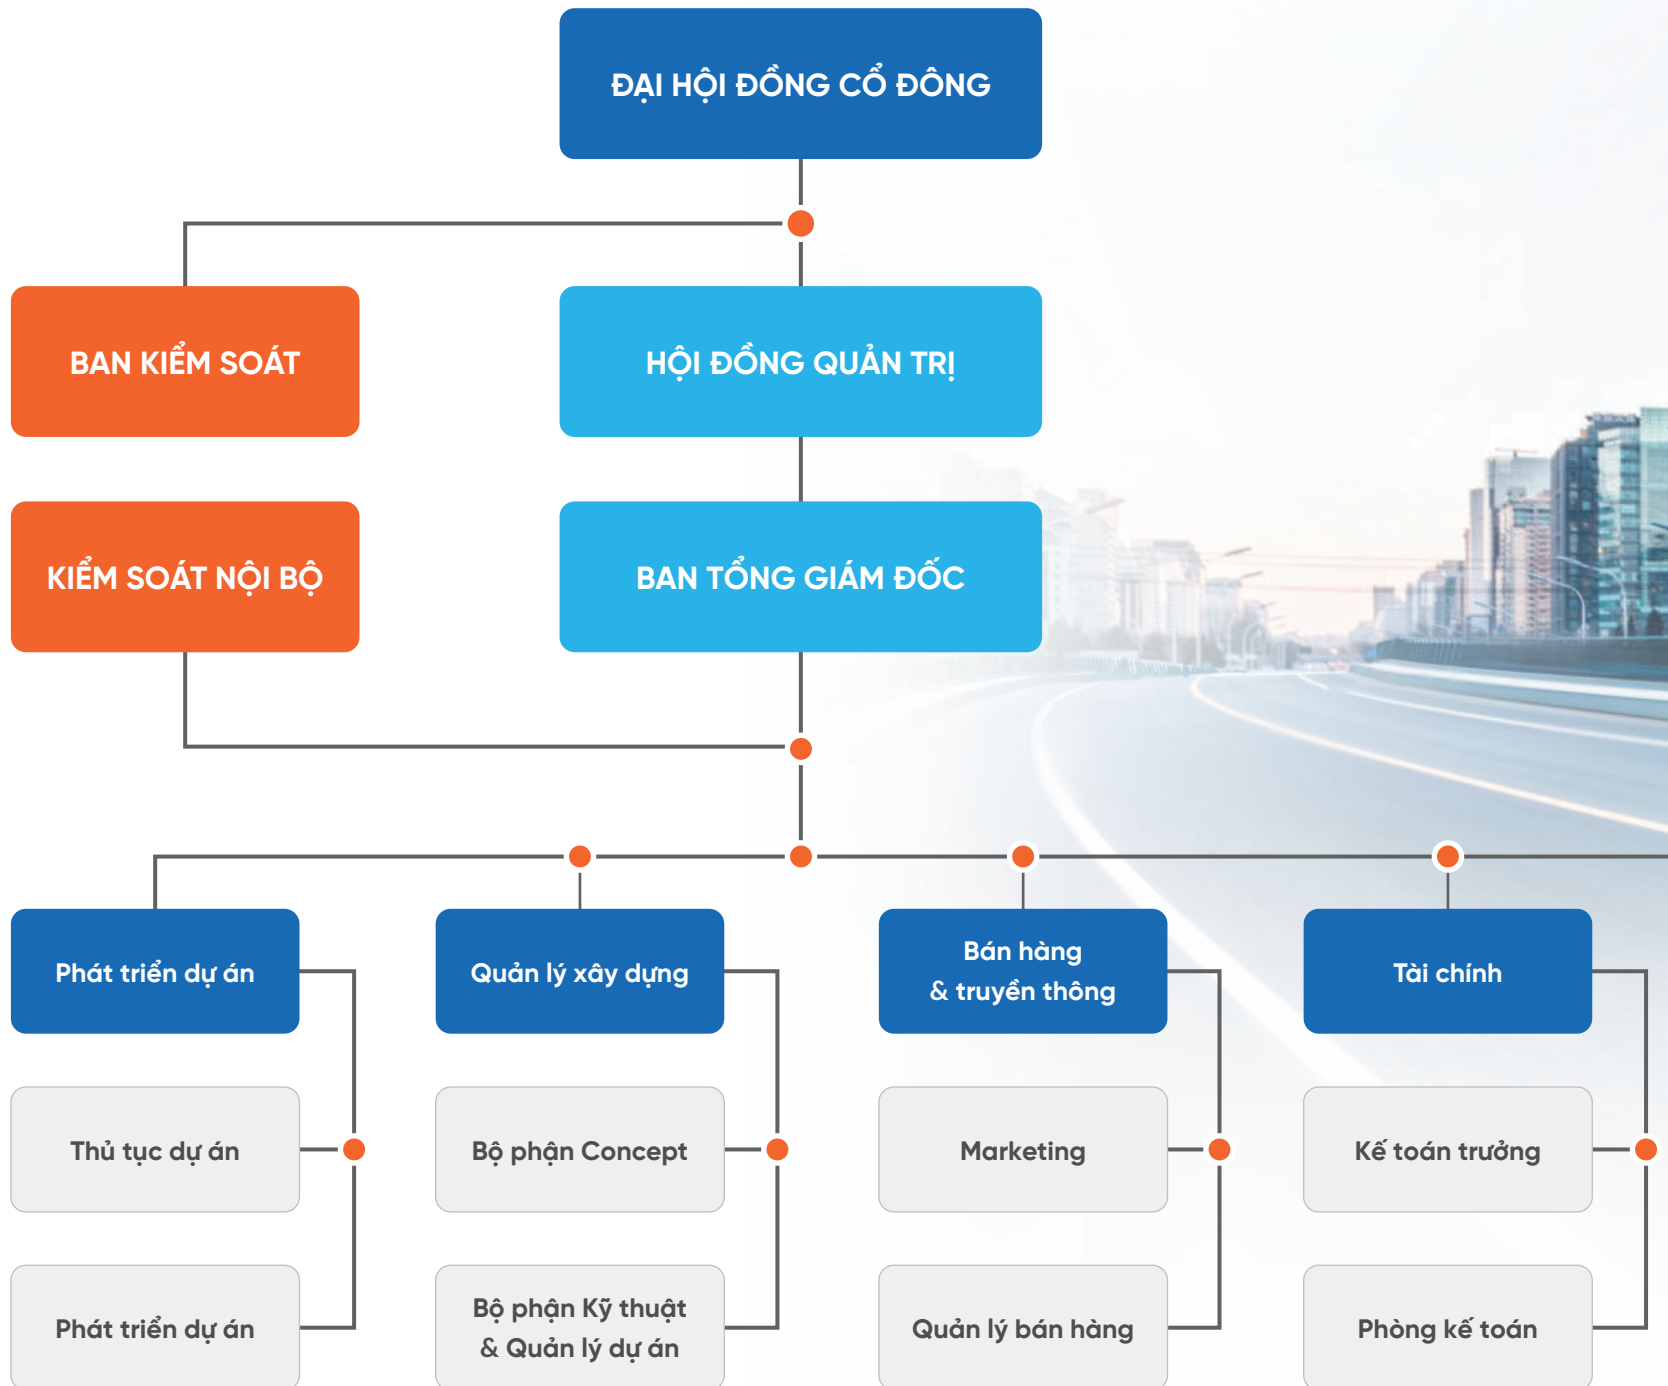 ĐẠI HỘI ĐỒNG CỔ ĐÔNG
BAN KIỂM SOÁT
HỘI ĐỒNG QUẢN TRỊ
KIỂM SOÁT NỘI BỘ
BAN TỔNG GIÁM ĐỐC
Phát triển dự án
Quản lý xây dựng
Bán hàng
& truyền thông
Tài chính
Thủ tục dự án
Bộ phận Concept
Marketing
Kế toán trưởng
Phát triển dự án
Bộ phận Kỹ thuật
& Quản lý dự án
Quản lý bán hàng
Phòng kế toán